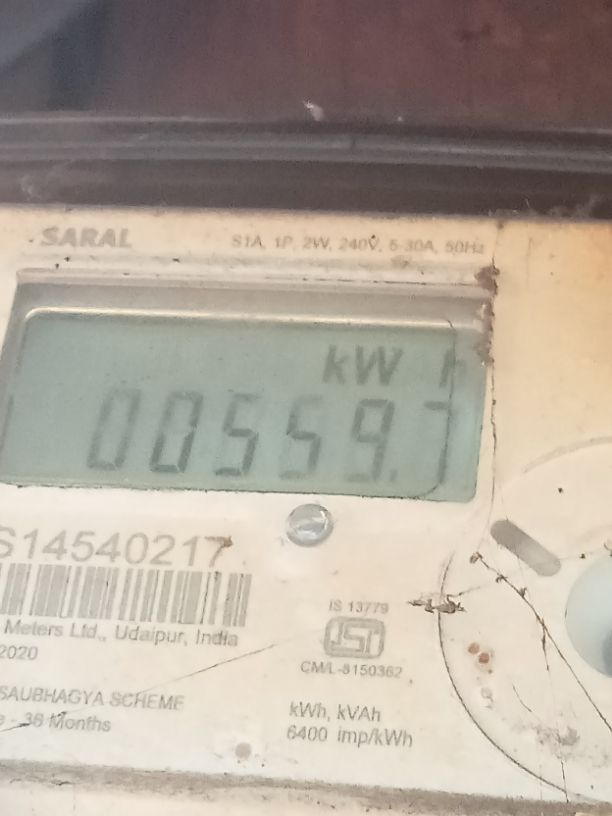 SARAL
S1A, 1P, 2W, 240V, 5-30A, 50Hz
kW h
00559.7
S14540217
Meters Ltd., Udaipur, India
2020
SAUBHAGYA SCHEME
e - 36 Months
IS 13779
ISI
CM/L-8150362
kWh, kVAh
6400 imp/kWh